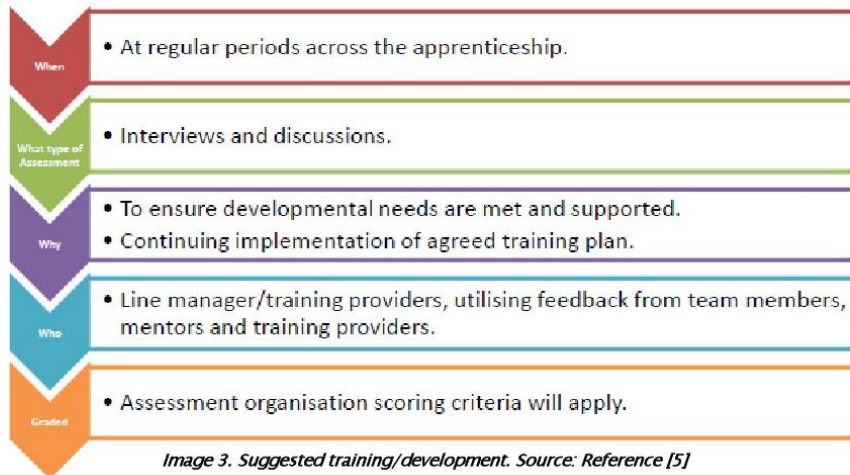 When
• At regular periods across the apprenticeship.
What type of
Assessment
• Interviews and discussions.
Why
• To ensure developmental needs are met and supported.
• Continuing implementation of agreed training plan.
Who
• Line manager/training providers, utilising feedback from team members,
mentors and training providers.
Graded
• Assessment organisation scoring criteria will apply.
Image 3. Suggested training/development. Source: Reference [5]